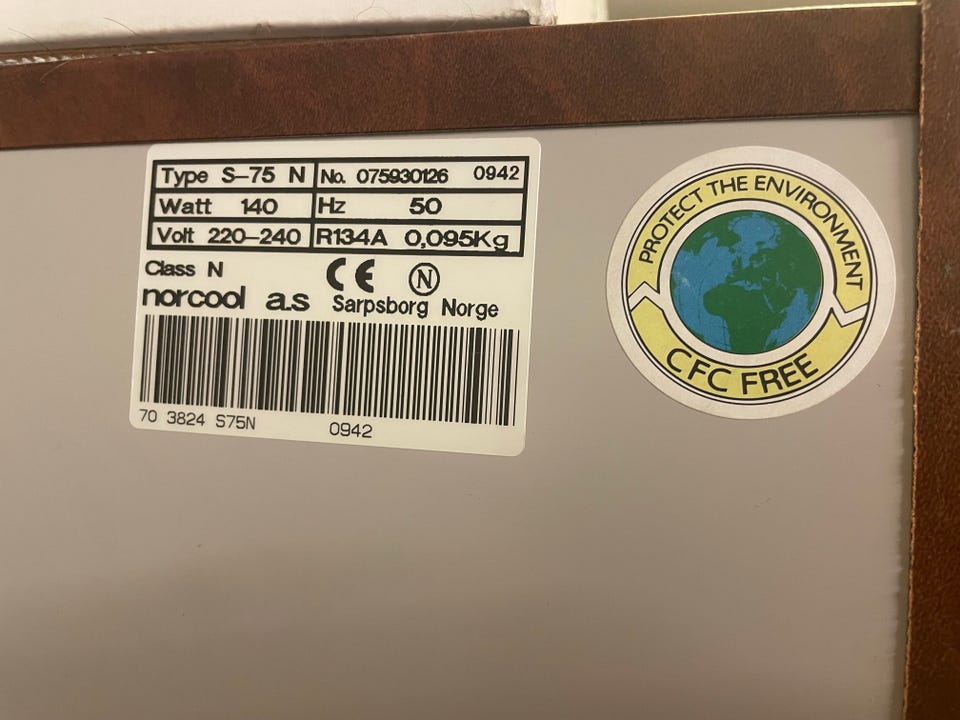 Type S-75 N No. 075930126 0942
Watt 140 Hz 50
Volt 220-240 R134A 0,095Kg
Class N CE N
norcool a.s Sarpsborg Norge
70 3824 S75N 0942
PROTECT THE ENVIRONMENT
CFC FREE